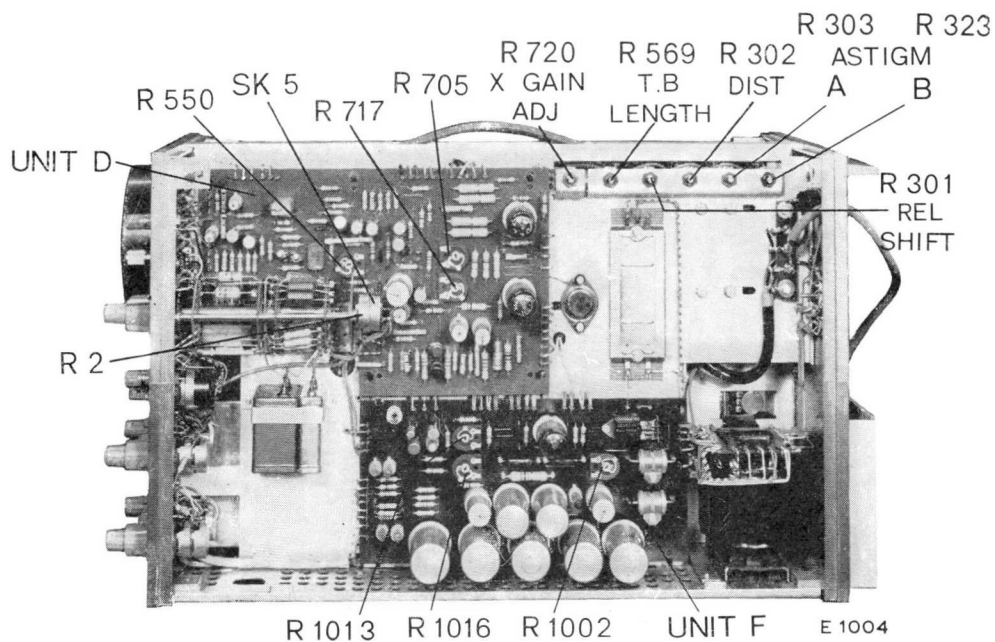 R 303 R 323
R 720 R 569 R 302 ASTIGM
SK 5 R 705 X GAIN T.B DIST A B
R 550 R 717 ADJ LENGTH
UNIT D
R 301
REL
SHIFT
R 2
R 1013 R 1016 R 1002 UNIT F E 1004